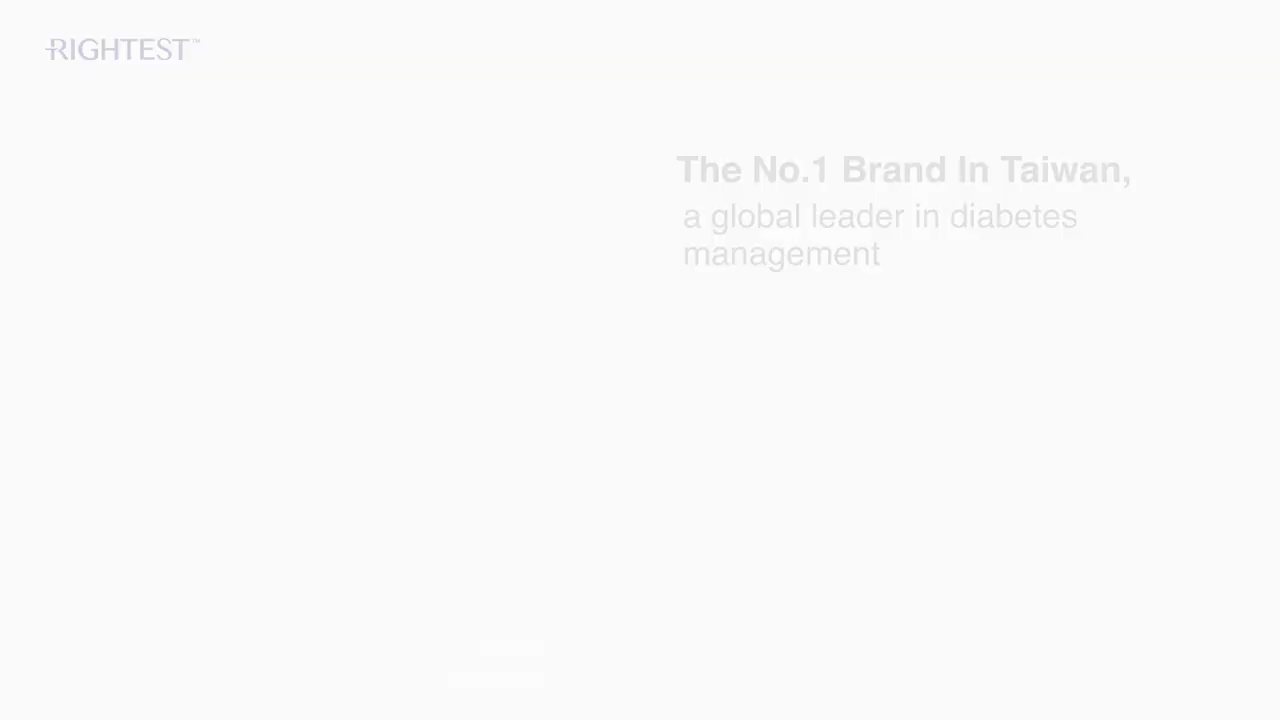 RIGHTEST™
The No.1 Brand In Taiwan,
a global leader in diabetes
management